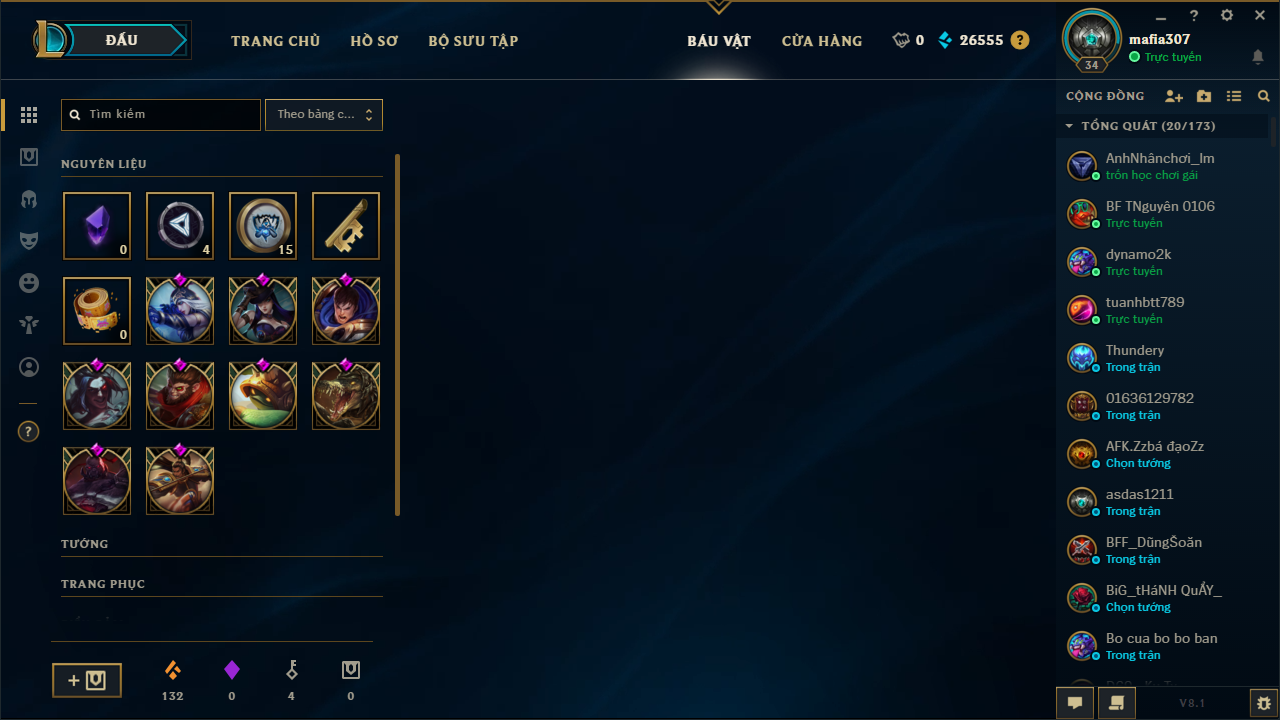 ĐẤU
TRANG CHỦ
HỒ SƠ
BỘ SƯU TẬP
BÁU VẬT
CỬA HÀNG
0
26555
?
?
34
mafia307
Trực tuyến
Tìm kiếm
Theo bảng c...
NGUYÊN LIỆU
0
4
15
0
TƯỚNG
TRANG PHỤC
?
132
0
4
0
CỘNG ĐỒNG
TỔNG QUÁT (20/173)
AnhNhânchơi_lm
trốn học chơi gái
BF TNguyên 0106
Trực tuyến
dynamo2k
Trực tuyến
tuanhbtt789
Trực tuyến
Thundery
Trong trận
01636129782
Trong trận
AFK.Zzbá đạoZz
Chọn tướng
asdas1211
Trong trận
BFF_DũngŠoăn
Trong trận
BiG_tHáNH QuẨY_
Chọn tướng
Bo cua bo bo ban
Trong trận
V8.1